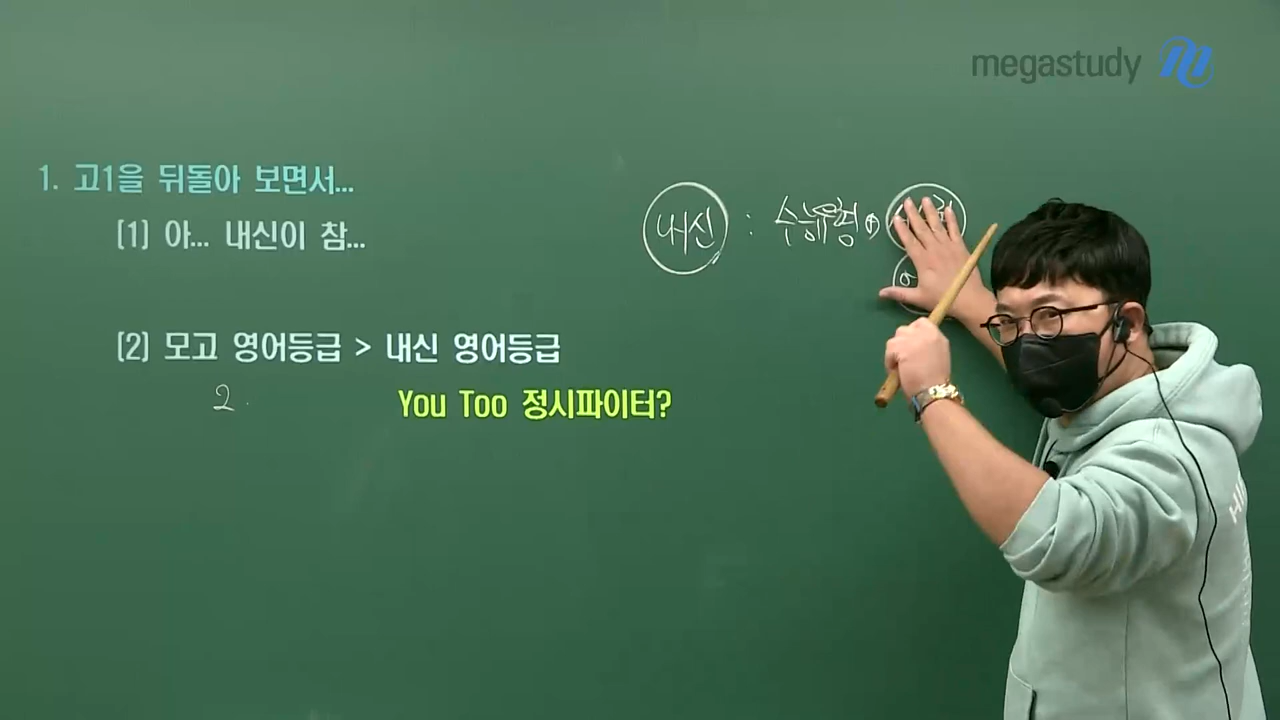 megastudy
1. 고1을 뒤돌아 보면서...
(1) 아... 내신이 참...
내신 : 수능유형의
(2) 모고 영어등급 > 내신 영어등급
2.
You Too 정시파이터?